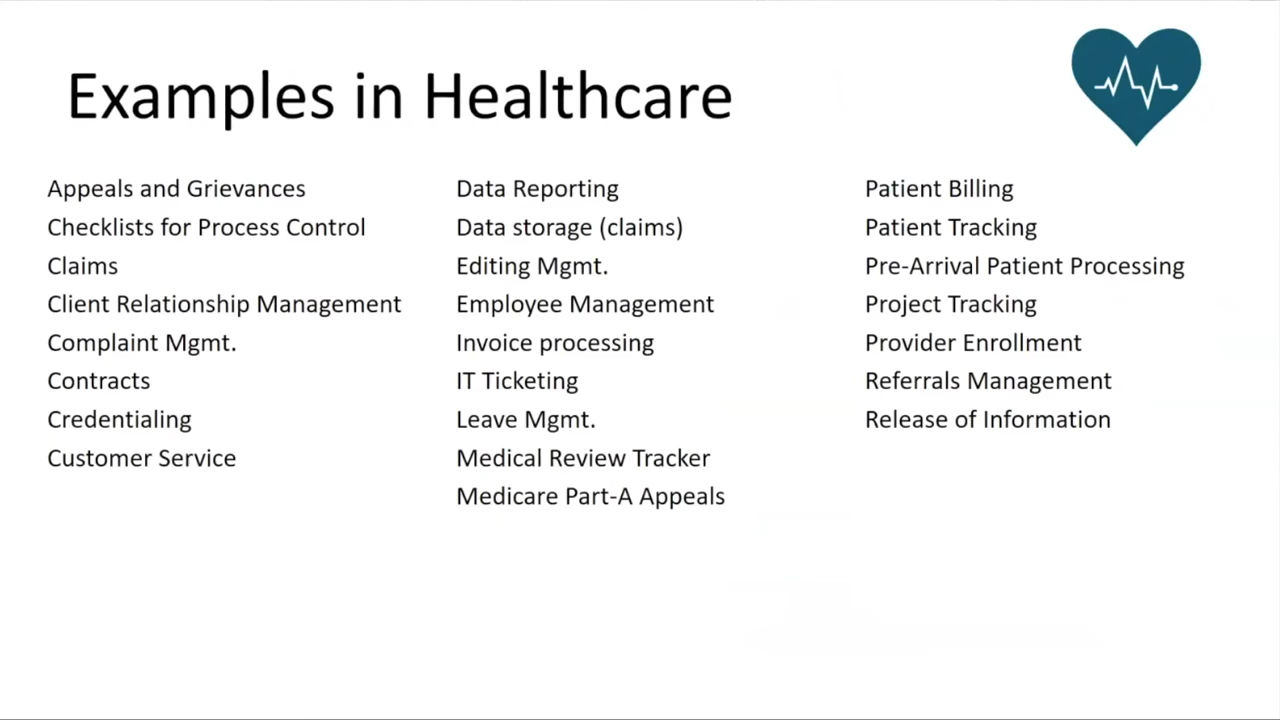 Examples in Healthcare
Appeals and Grievances
Checklists for Process Control
Claims
Client Relationship Management
Complaint Mgmt.
Contracts
Credentialing
Customer Service
Data Reporting
Data storage (claims)
Editing Mgmt.
Employee Management
Invoice processing
IT Ticketing
Leave Mgmt.
Medical Review Tracker
Medicare Part-A Appeals
Patient Billing
Patient Tracking
Pre-Arrival Patient Processing
Project Tracking
Provider Enrollment
Referrals Management
Release of Information